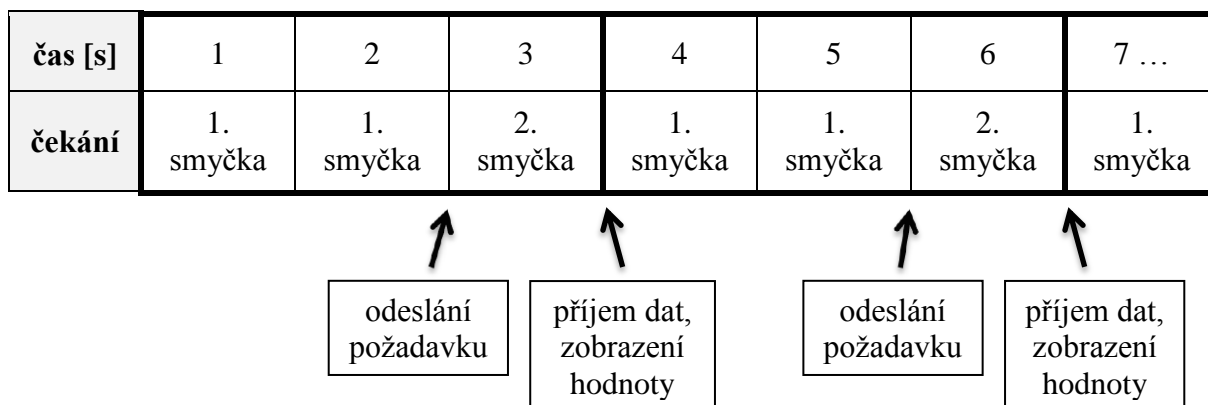 čas [s] 1 2 3 4 5 6 7 …
čekání
1. 1. 2. 1. 1. 2. 1.
smyčka smyčka smyčka smyčka smyčka smyčka smyčka
odeslání
požadavku
příjem dat,
zobrazení
hodnoty
odeslání
požadavku
příjem dat,
zobrazení
hodnoty